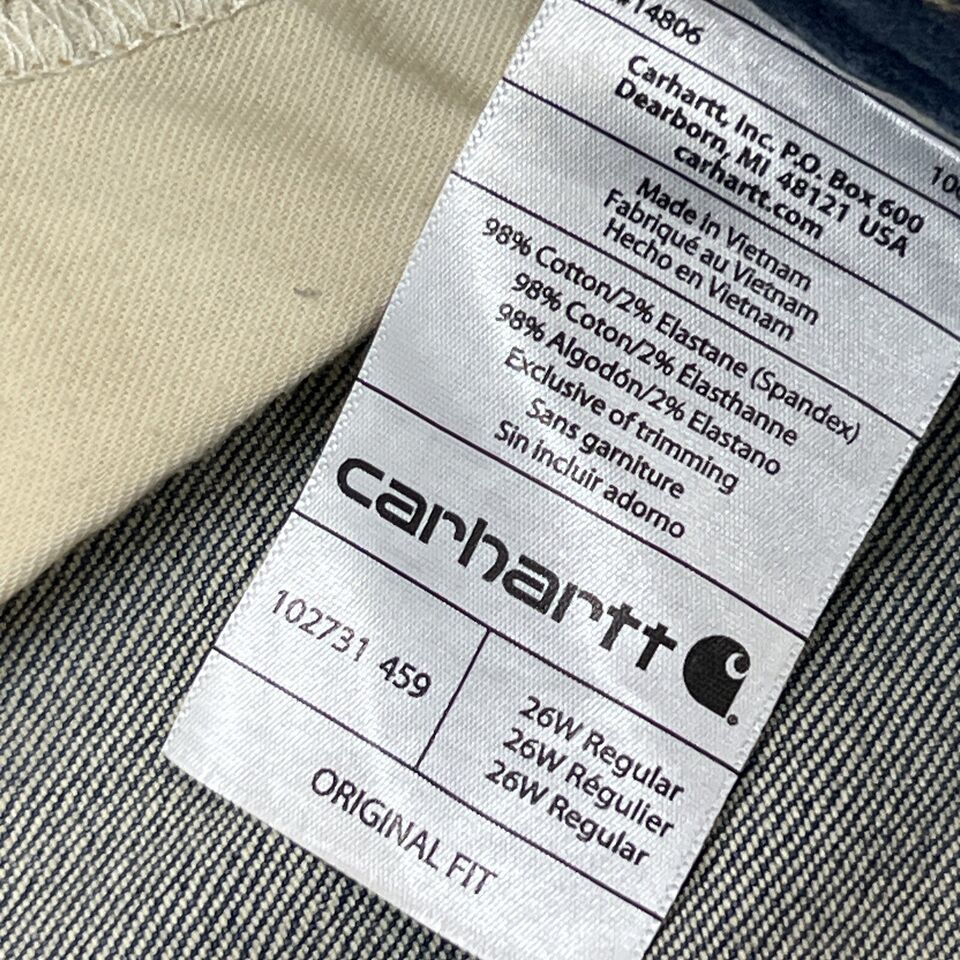 #14806
Carhartt, Inc. P.O. Box 600
Dearborn, MI 48121 USA
carhartt.com
Made in Vietnam
Fabriqué au Vietnam
Hecho en Vietnam
98% Cotton/2% Elastane (Spandex)
98% Coton/2% Élasthanne
98% Algodón/2% Elastano
Exclusive of trimming
Sans garniture
Sin incluir adorno
carhartt
102731 459
26W Regular
26W Régulier
26W Regular
ORIGINAL FIT